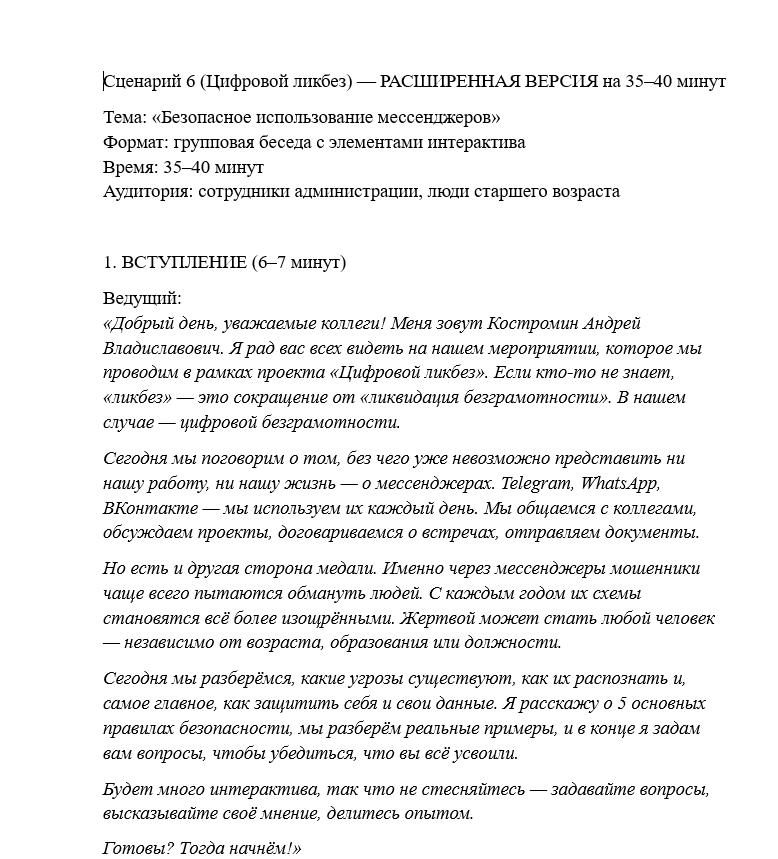 Сценарий 6 (Цифровой ликбез) — РАСШИРЕННАЯ ВЕРСИЯ на 35–40 минут
Тема: «Безопасное использование мессенджеров»
Формат: групповая беседа с элементами интерактива
Время: 35–40 минут
Аудитория: сотрудники администрации, люди старшего возраста
1. ВСТУПЛЕНИЕ (6–7 минут)
Ведущий:
«Добрый день, уважаемые коллеги! Меня зовут Костромин Андрей
Владиславович. Я рад вас всех видеть на нашем мероприятии, которое мы
проводим в рамках проекта «Цифровой ликбез». Если кто-то не знает,
«ликбез» — это сокращение от «ликвидация безграмотности». В нашем
случае — цифровой безграмотности.
Сегодня мы поговорим о том, без чего уже невозможно представить ни
нашу работу, ни нашу жизнь — о мессенджерах. Telegram, WhatsApp,
ВКонтакте — мы используем их каждый день. Мы общаемся с коллегами,
обсуждаем проекты, договариваемся о встречах, отправляем документы.
Но есть и другая сторона медали. Именно через мессенджеры мошенники
чаще всего пытаются обмануть людей. С каждым годом их схемы
становятся всё более изощрёнными. Жертвой может стать любой человек
— независимо от возраста, образования или должности.
Сегодня мы разберёмся, какие угрозы существуют, как их распознать и,
самое главное, как защитить себя и свои данные. Я расскажу о 5 основных
правилах безопасности, мы разберём реальные примеры, и в конце я задам
вам вопросы, чтобы убедиться, что вы всё усвоили.
Будет много интерактива, так что не стесняйтесь — задавайте вопросы,
высказывайте своё мнение, делитесь опытом.
Готовы? Тогда начнём!»